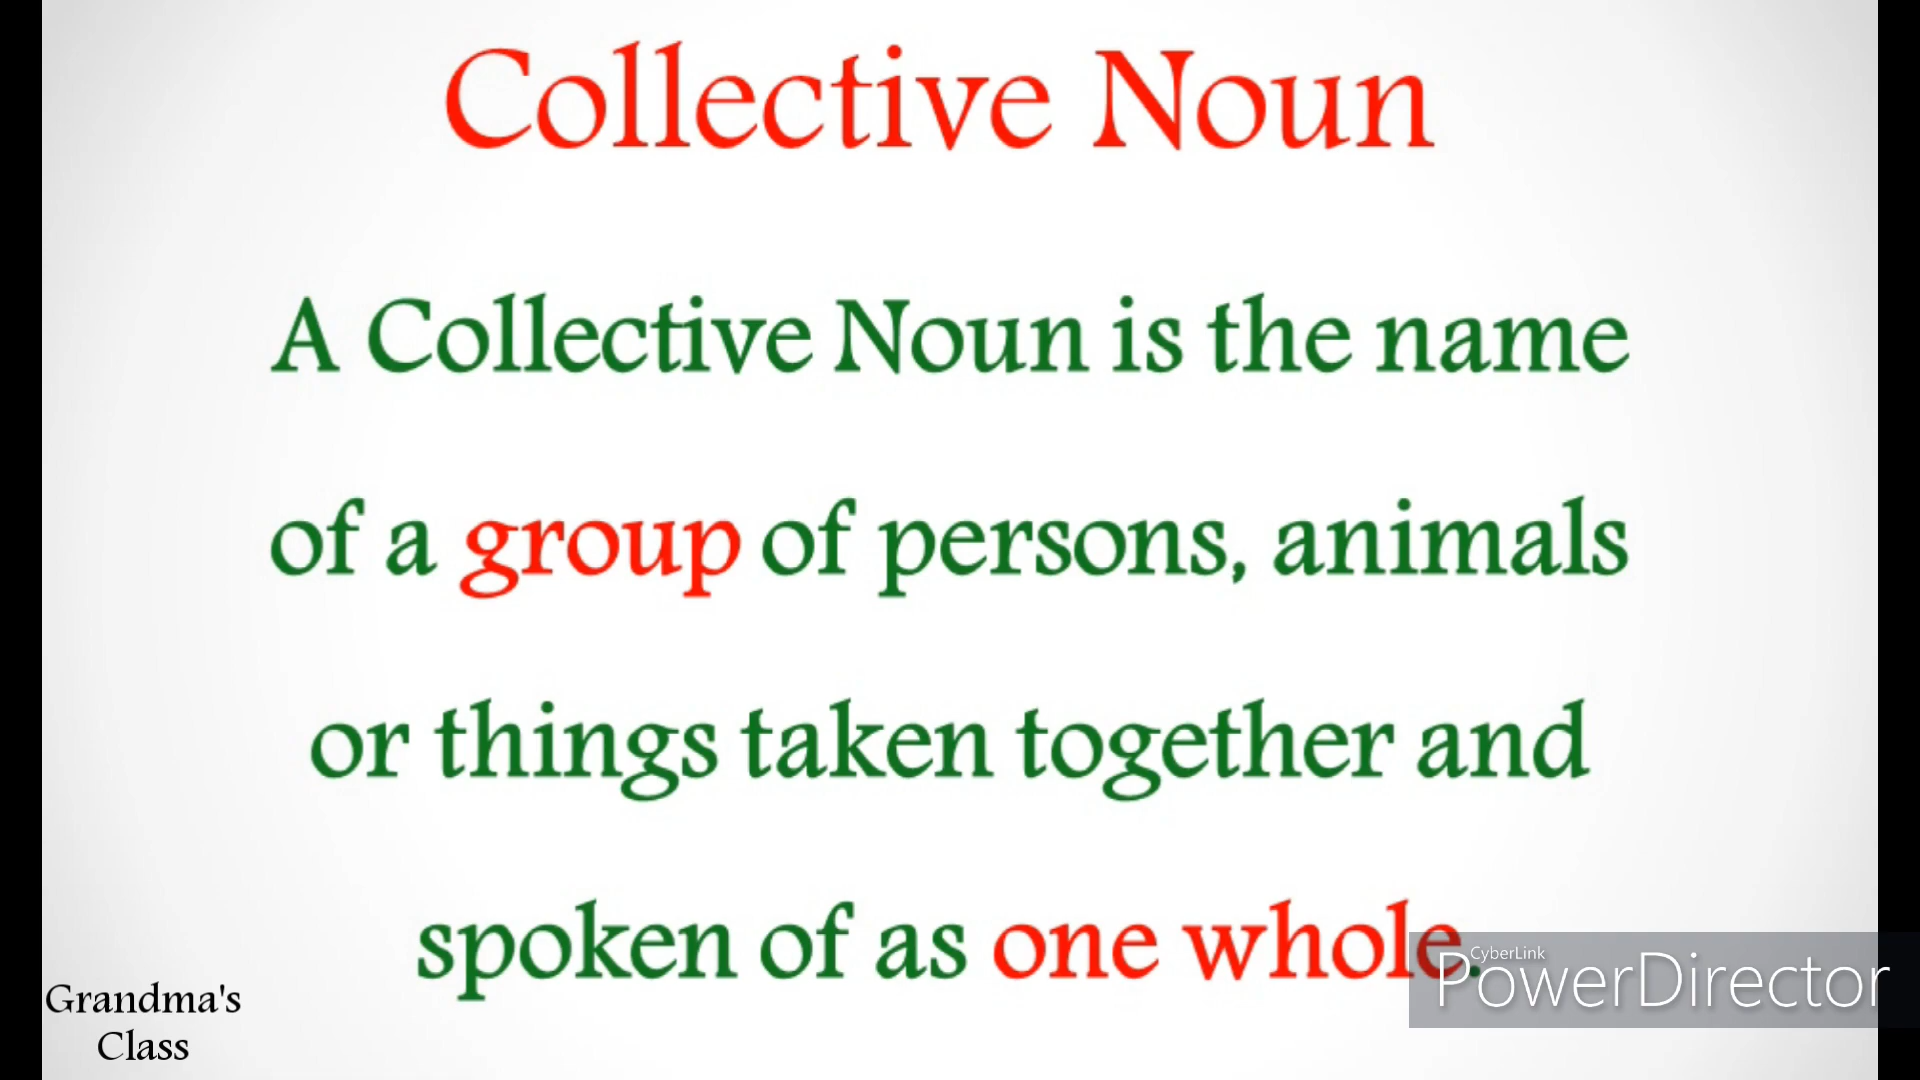 Collective Noun
A Collective Noun is the name
of a group of persons, animals
or things taken together and
spoken of as one whole.
Grandma's
Class
CyberLink
PowerDirector